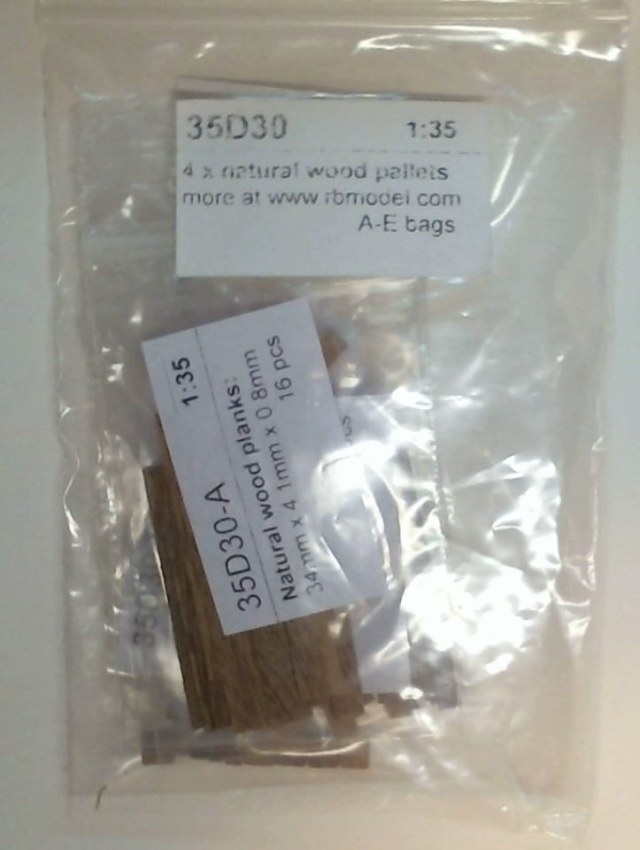 35D30 1:35
4 x natural wood pallets
more at www.rbmodel.com
A-E bags
1:35
35D30-A
Natural wood planks:
34mm x 4.1mm x 0.8mm
16 pcs